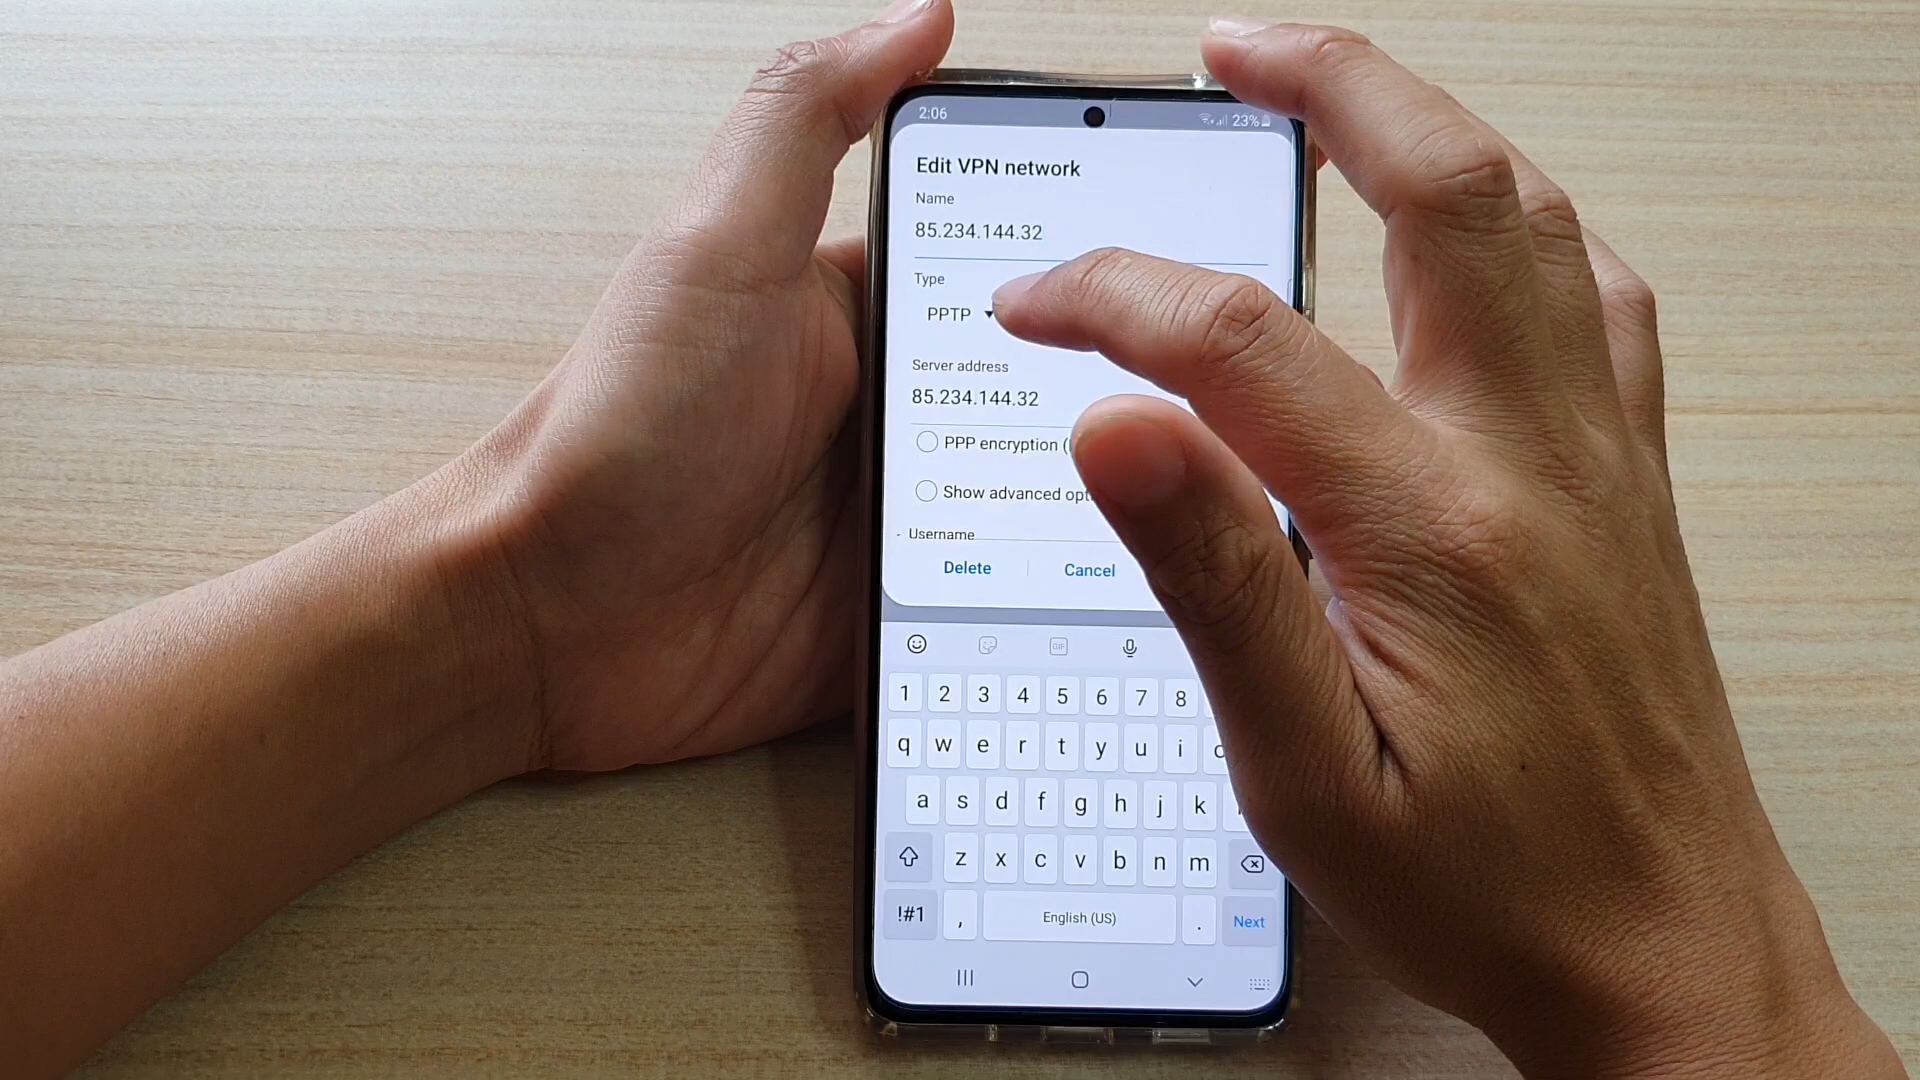 2:06 23%
Edit VPN network
Name
85.234.144.32
Type
PPTP
Server address
85.234.144.32
PPP encryption (
Show advanced opt
Username
Delete Cancel
GIF
1 2 3 4 5 6 7 8
q w e r t y u i
a s d f g h j k
z x c v b n m
!#1 , English (US) . Next